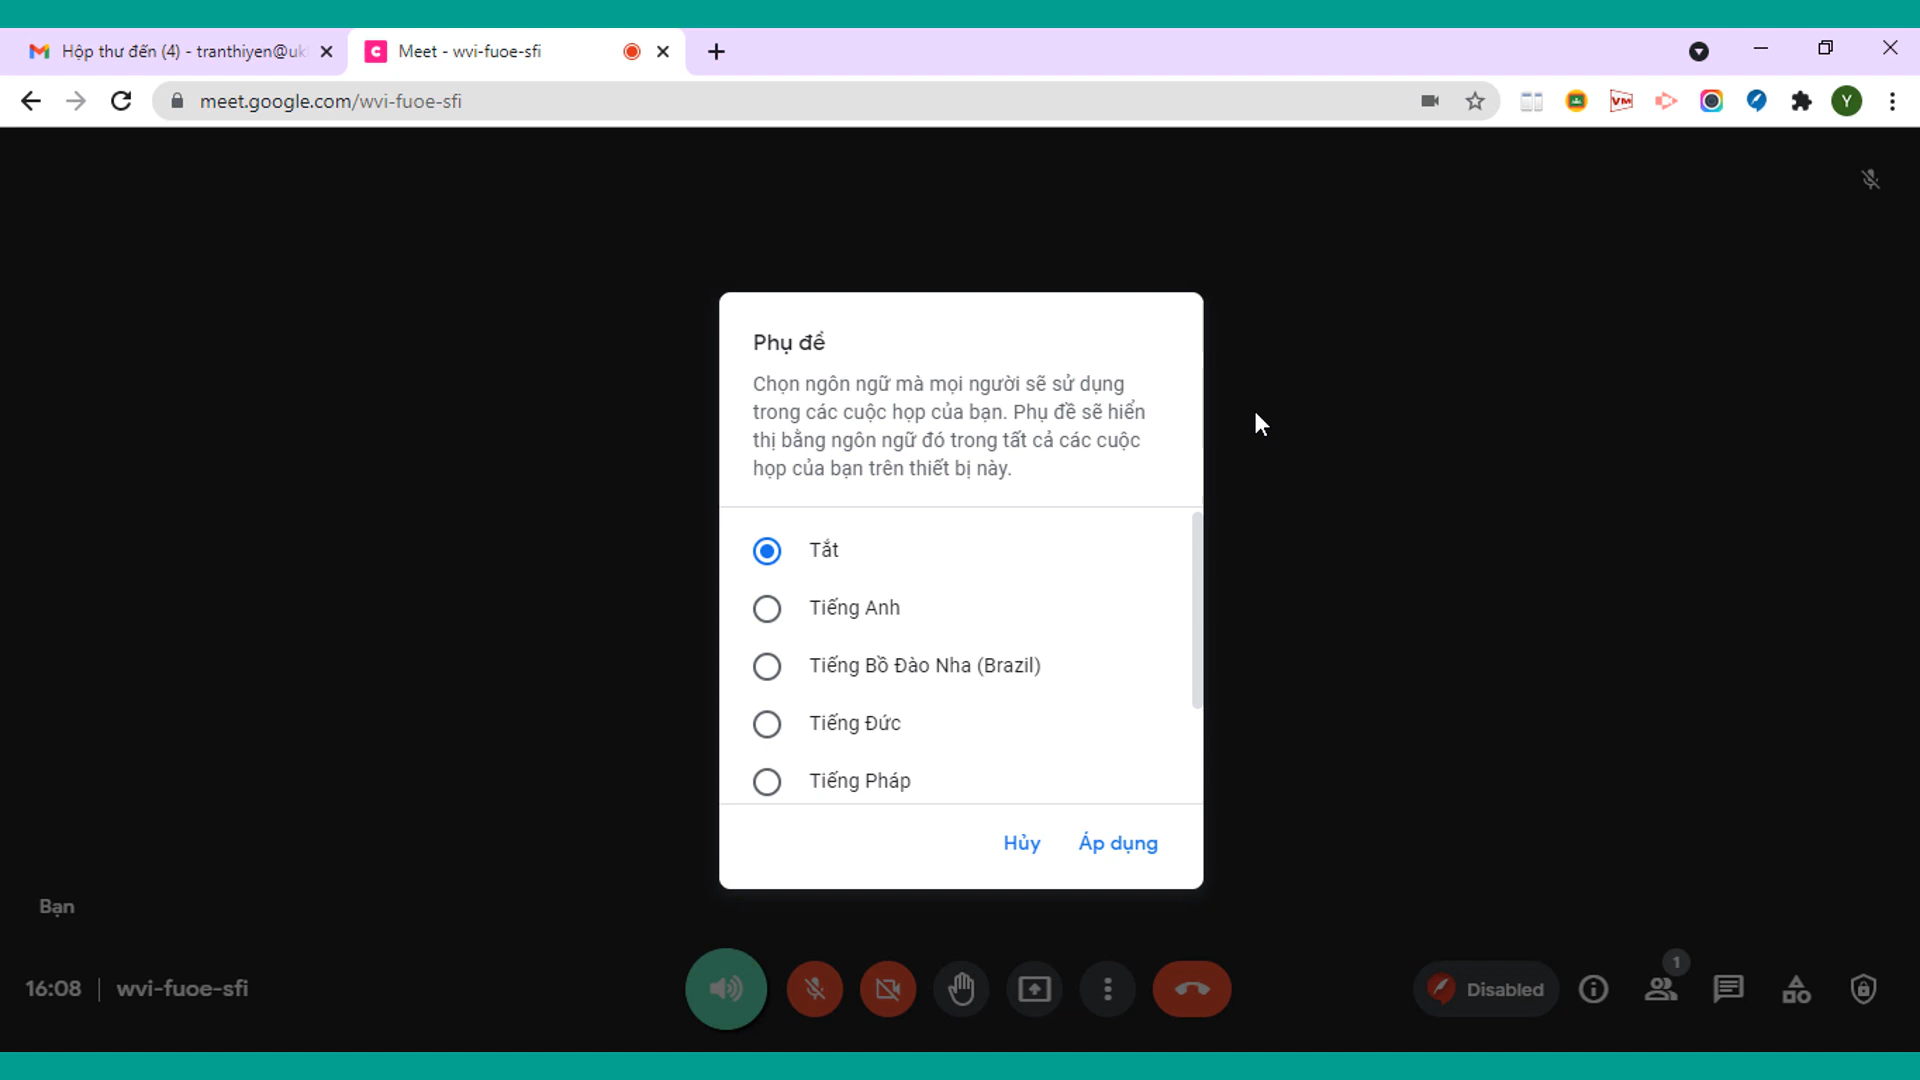 Hộp thư đến (4) - tranthiyen@uk
Meet - wvi-fuoe-sfi
meet.google.com/wvi-fuoe-sfi
VM
Y
Phụ đề
Chọn ngôn ngữ mà mọi người sẽ sử dụng
trong các cuộc họp của bạn. Phụ đề sẽ hiển
thị bằng ngôn ngữ đó trong tất cả các cuộc
họp của bạn trên thiết bị này.
Tắt
Tiếng Anh
Tiếng Bồ Đào Nha (Brazil)
Tiếng Đức
Tiếng Pháp
Hủy
Áp dụng
Bạn
16:08 | wvi-fuoe-sfi
Disabled
1